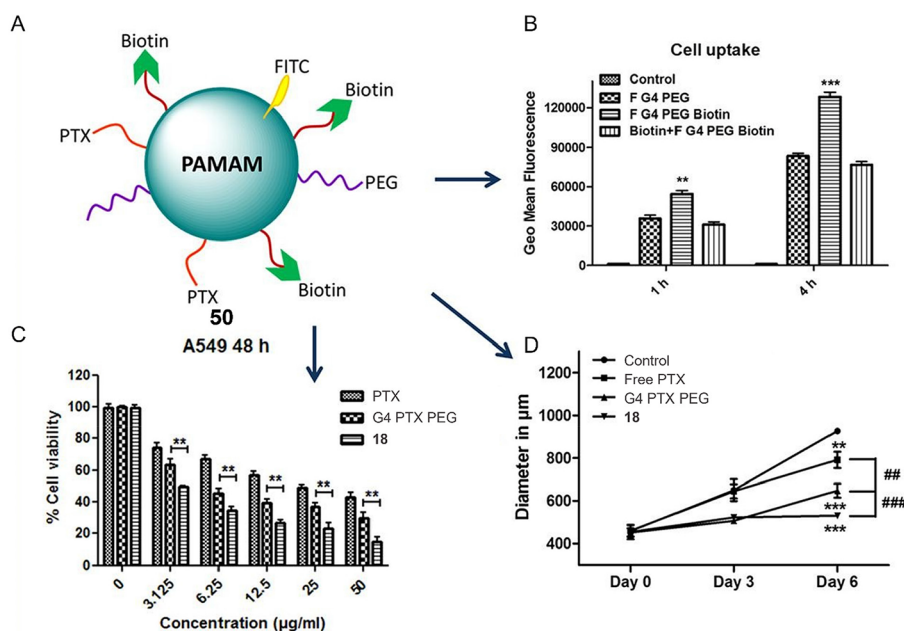 A
Biotin
FITC
Biotin
PTX
PAMAM
PEG
PTX
Biotin
50
B
Cell uptake
Control
F G4 PEG
F G4 PEG Biotin
Biotin+F G4 PEG Biotin
Geo Mean Fluorescence
120000
90000
60000
30000
0
**
***
1 h
4 h
C
A549 48 h
PTX
G4 PTX PEG
18
% Cell viability
120
100
80
60
40
20
0
**
**
**
**
**
0
3.125
6.25
12.5
25
50
Concentration (µg/ml)
D
Control
Free PTX
G4 PTX PEG
18
Diameter in µm
1200
1000
800
600
400
**
##
***
###
***
Day 0
Day 3
Day 6